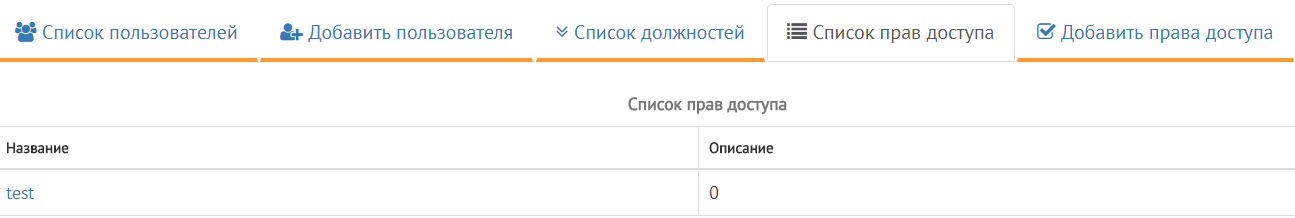 Список пользователей Добавить пользователя Список должностей Список прав доступа Добавить права доступа
Список прав доступа
Название Описание
test 0